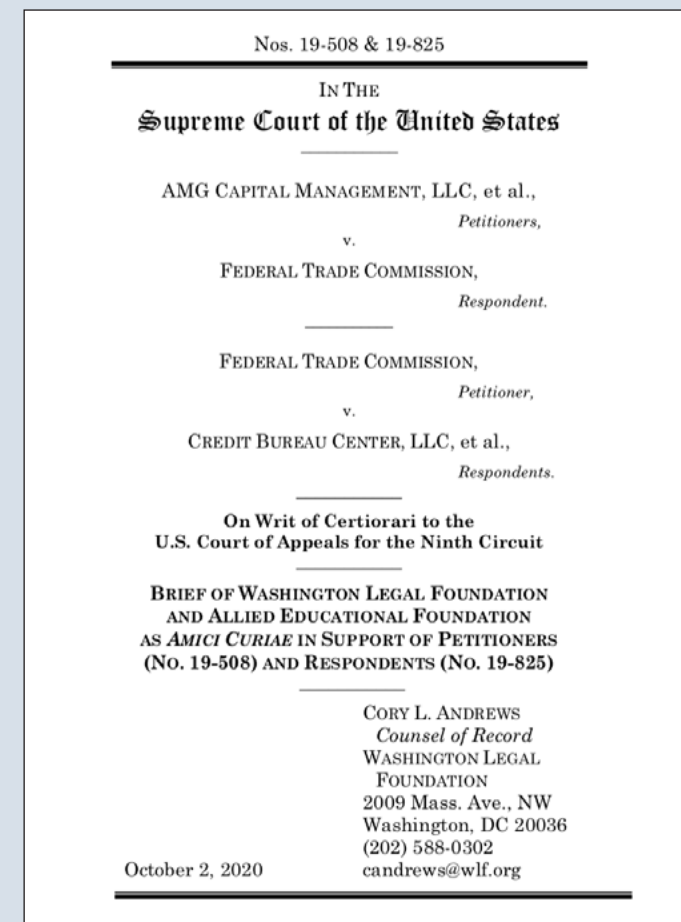 Nos. 19-508 & 19-825
IN THE
Supreme Court of the United States
AMG CAPITAL MANAGEMENT, LLC, et al.,
Petitioners,
v.
FEDERAL TRADE COMMISSION,
Respondent.
FEDERAL TRADE COMMISSION,
Petitioner,
v.
CREDIT BUREAU CENTER, LLC, et al.,
Respondents.
On Writ of Certiorari to the
U.S. Court of Appeals for the Ninth Circuit
BRIEF OF WASHINGTON LEGAL FOUNDATION
AND ALLIED EDUCATIONAL FOUNDATION
AS AMICI CURIAE IN SUPPORT OF PETITIONERS
(NO. 19-508) AND RESPONDENTS (NO. 19-825)
CORY L. ANDREWS
Counsel of Record
WASHINGTON LEGAL
FOUNDATION
2009 Mass. Ave., NW
Washington, DC 20036
(202) 588-0302
October 2, 2020 candrews@wlf.org